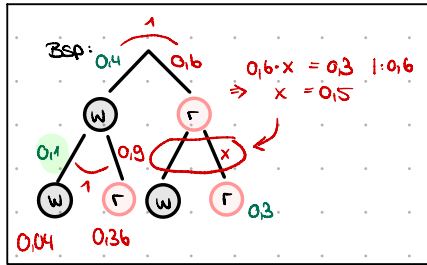 1
BSP: 0,4 0,6
0,6·x = 0,3 |:0,6
⇒ x = 0,5
w r
0,1 1 0,9 x
w r w r
0,3
0,04 0,36